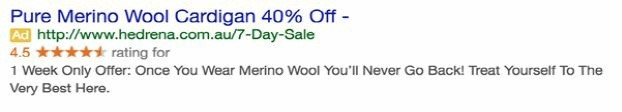 Pure Merino Wool Cardigan 40% Off -
Ad http://www.hedrena.com.au/7-Day-Sale
4.5 ★★★★★ rating for
1 Week Only Offer: Once You Wear Merino Wool You'll Never Go Back! Treat Yourself To The
Very Best Here.